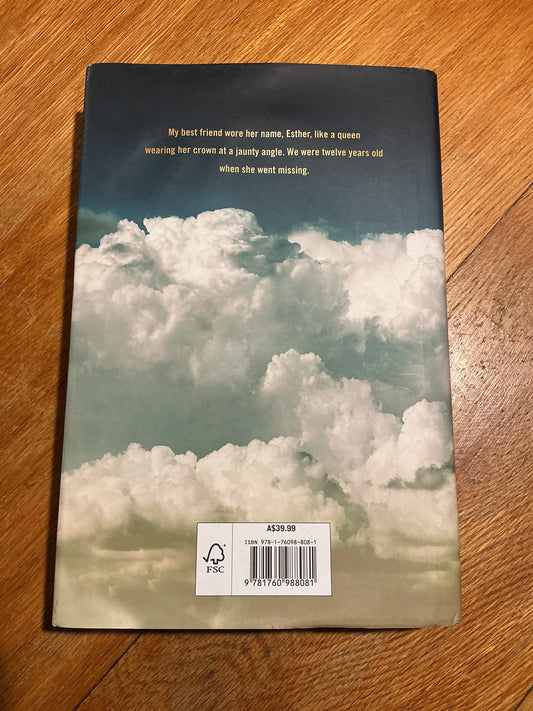 My best friend wore her name, Esther, like a queen
wearing her crown at a jaunty angle. We were twelve years old
when she went missing.
A$39.99
ISBN 978-1-76098-808-1
FSC
9 781760 988081